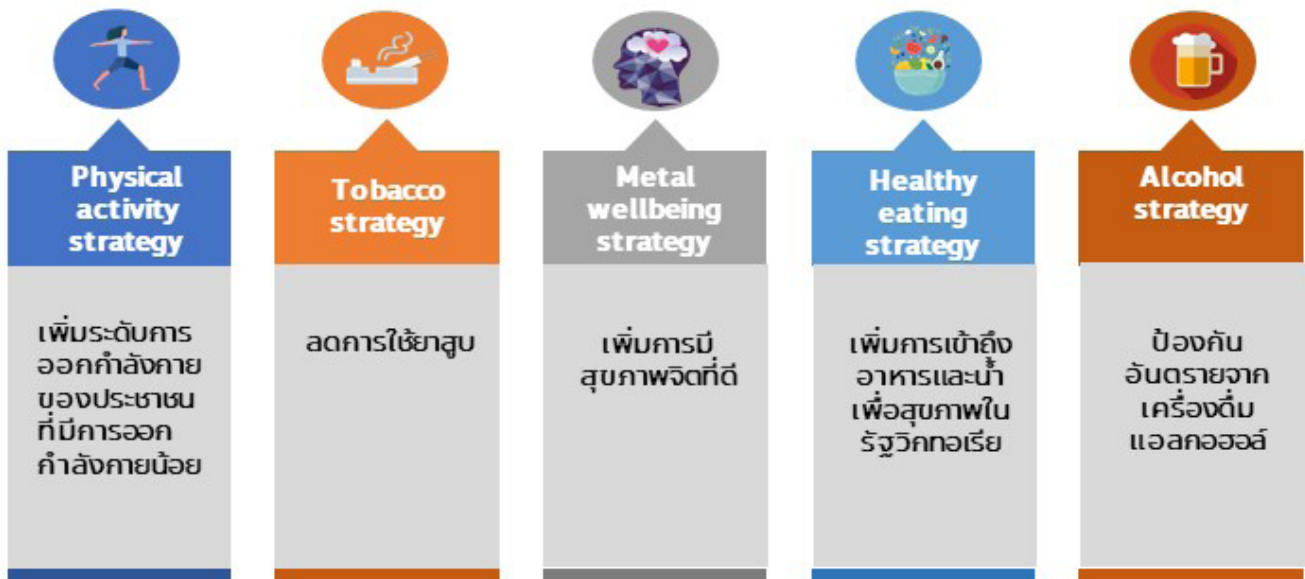 Physical
activity
strategy
เพิ่มระดับการ
ออกกำลังกาย
ของประชาชน
ที่มีการออก
กำลังกายน้อย
Tobacco
strategy
ลดการใช้ยาสูบ
Metal
wellbeing
strategy
เพิ่มการมี
สุขภาพจิตที่ดี
Healthy
eating
strategy
เพิ่มการเข้าถึง
อาหารและน้ำ
เพื่อสุขภาพใน
รัฐวิกทอเรีย
Alcohol
strategy
ป้องกัน
อันตรายจาก
เครื่องดื่ม
แอลกอฮอล์